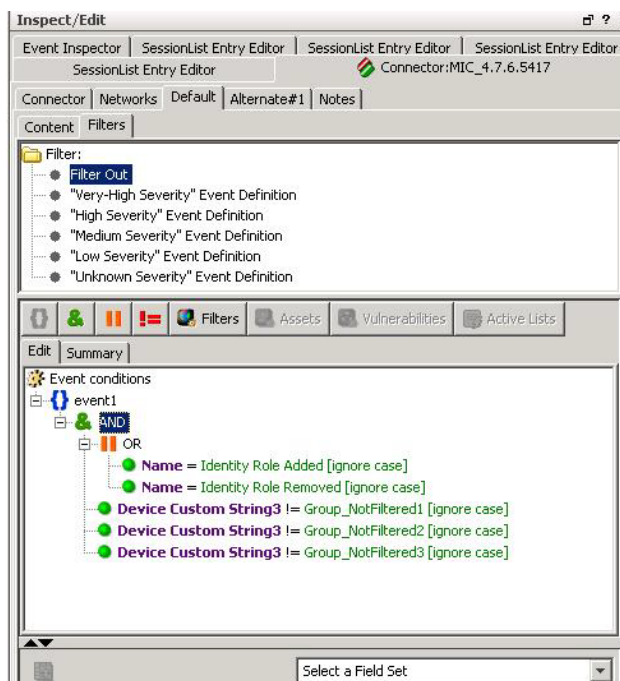 Inspect/Edit
?
Event Inspector SessionList Entry Editor SessionList Entry Editor SessionList Entry Editor
SessionList Entry Editor Connector:MIC_4.7.6.5417
Connector Networks Default Alternate#1 Notes
Content Filters
Filter:
Filter Out
"Very-High Severity" Event Definition
"High Severity" Event Definition
"Medium Severity" Event Definition
"Low Severity" Event Definition
"Unknown Severity" Event Definition
{} & != Filters Assets Vulnerabilities Active Lists
Edit Summary
Event conditions
{} event1
& AND
OR
Name = Identity Role Added [ignore case]
Name = Identity Role Removed [ignore case]
Device Custom String3 != Group_NotFiltered1 [ignore case]
Device Custom String3 != Group_NotFiltered2 [ignore case]
Device Custom String3 != Group_NotFiltered3 [ignore case]
Select a Field Set